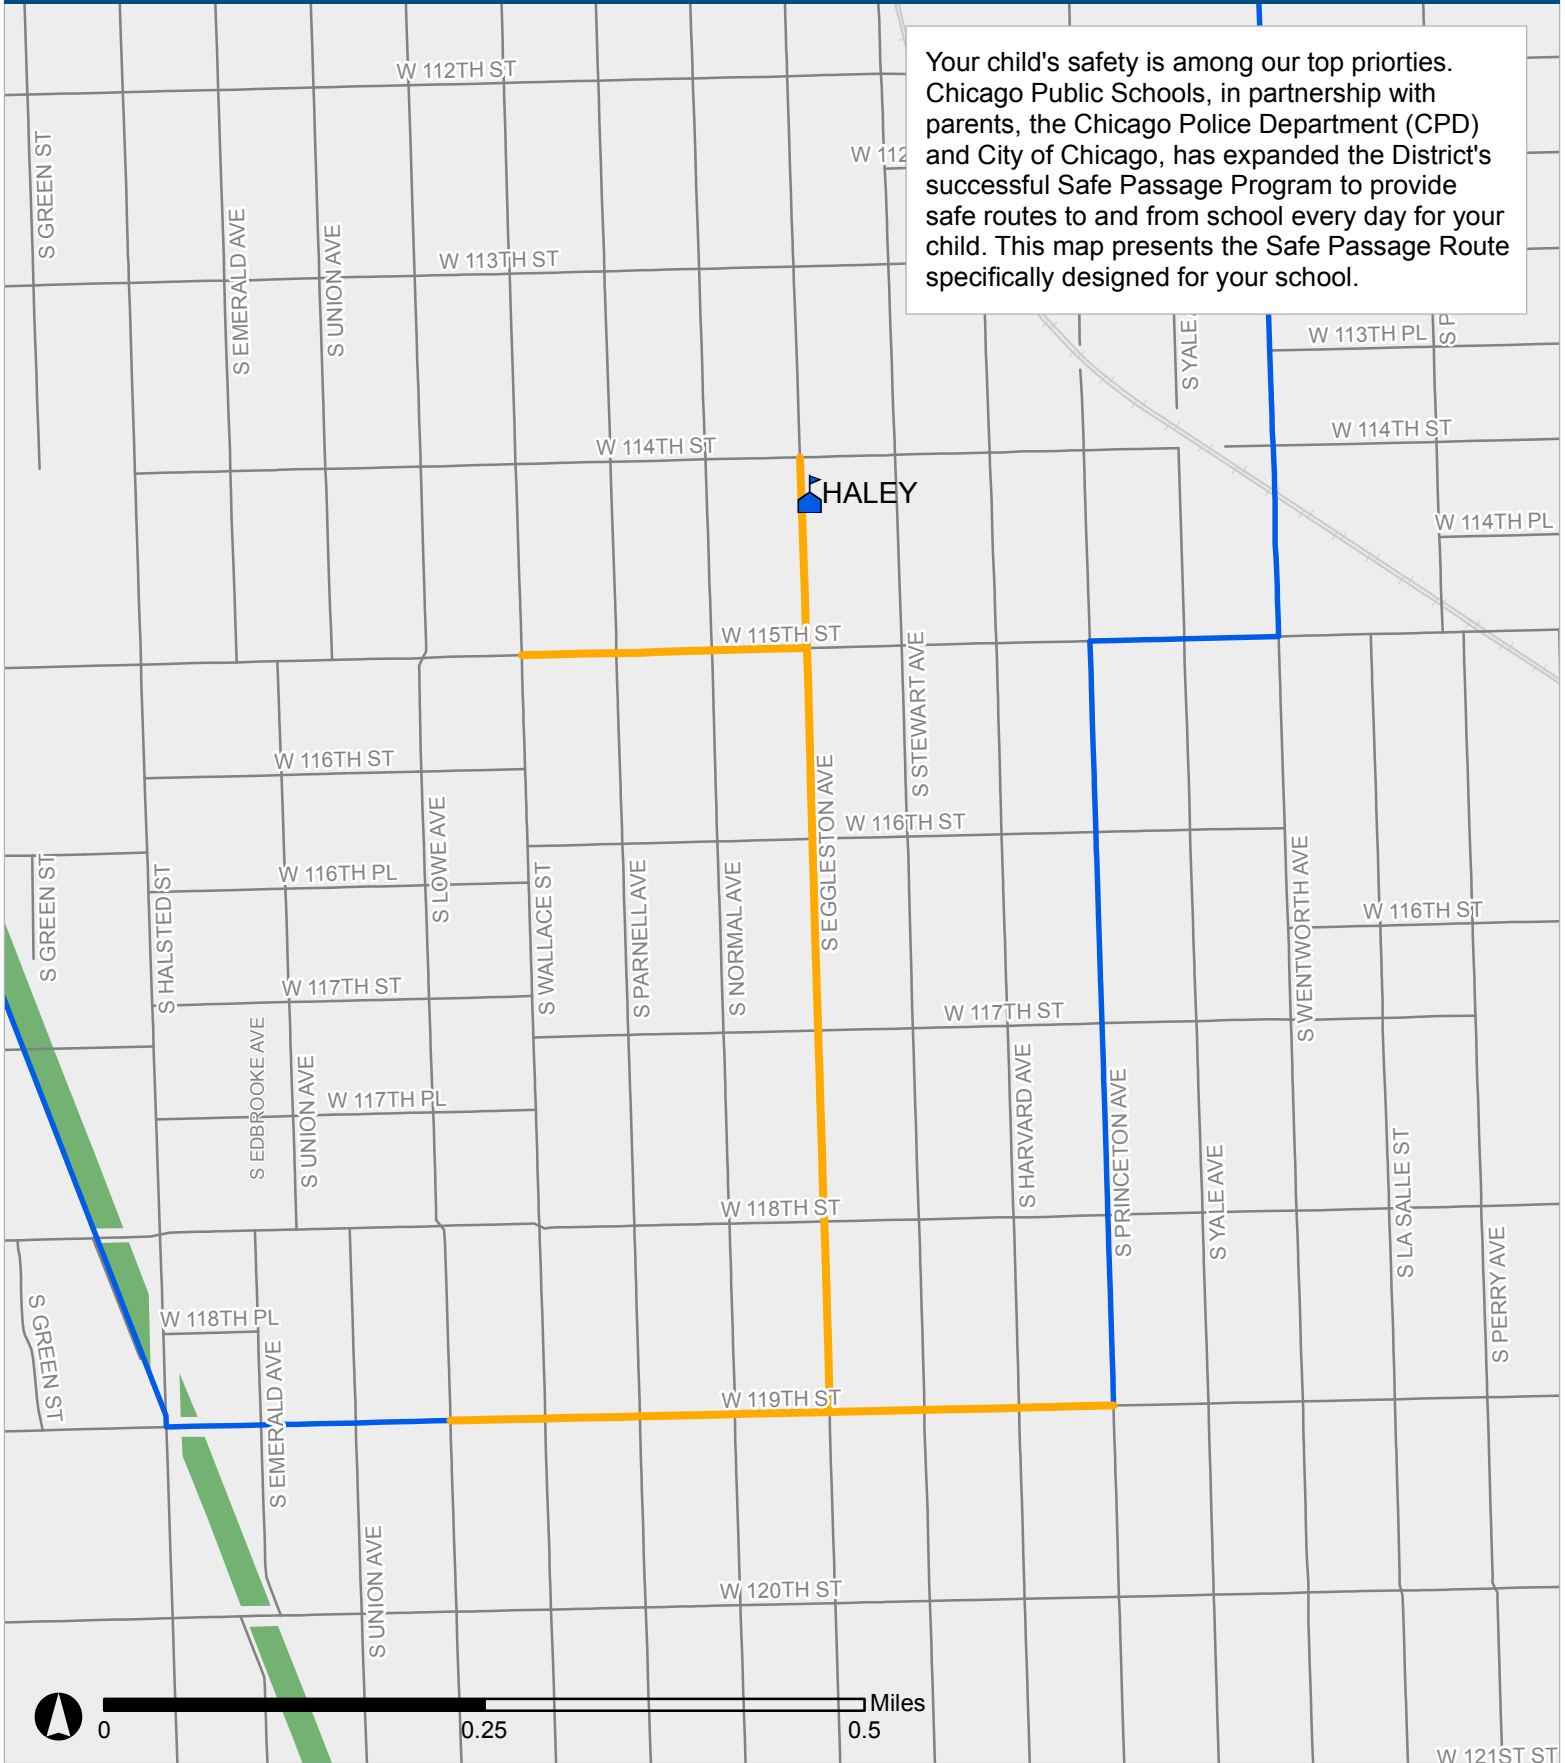 Your child's safety is among our top priorties.
Chicago Public Schools, in partnership with
parents, the Chicago Police Department (CPD)
and City of Chicago, has expanded the District's
successful Safe Passage Program to provide
safe routes to and from school every day for your
child. This map presents the Safe Passage Route
specifically designed for your school.
W 112TH ST
W 112
S GREEN ST
S EMERALD AVE
S UNION AVE
W 113TH ST
S YALE
W 113TH PL
S P
W 114TH ST
W 114TH ST
HALEY
W 114TH PL
W 115TH ST
S STEWART AVE
W 116TH ST
S LOWE AVE
S EGGLESTON AVE
W 116TH ST
S GREEN ST
S HALSTED ST
W 116TH PL
S WALLACE ST
S PARNELL AVE
S NORMAL AVE
S WENTWORTH AVE
W 116TH ST
W 117TH ST
W 117TH ST
S EDBROOKE AVE
S UNION AVE
W 117TH PL
S HARVARD AVE
S PRINCETON AVE
S YALE AVE
S LA SALLE ST
S PERRY AVE
W 118TH ST
S GREEN ST
W 118TH PL
S EMERALD AVE
W 119TH ST
S UNION AVE
W 120TH ST
Miles
0
0.25
0.5
W 121ST ST